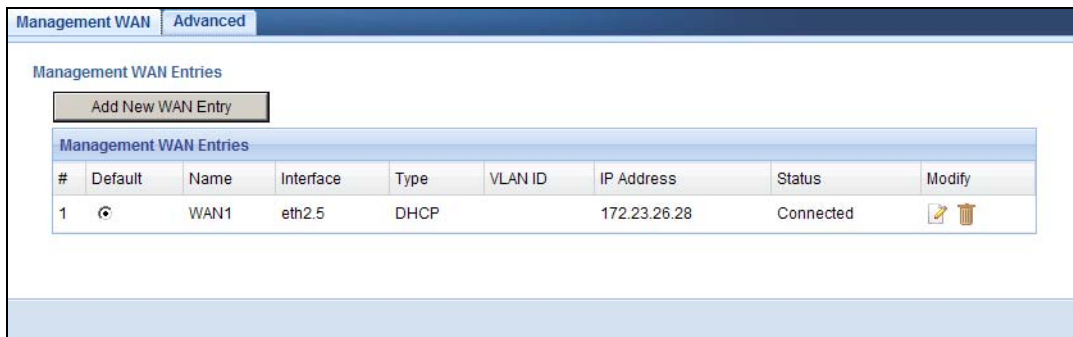 Management WAN Advanced
Management WAN Entries
Add New WAN Entry
Management WAN Entries
# Default Name Interface Type VLAN ID IP Address Status Modify
1 WAN1 eth2.5 DHCP 172.23.26.28 Connected